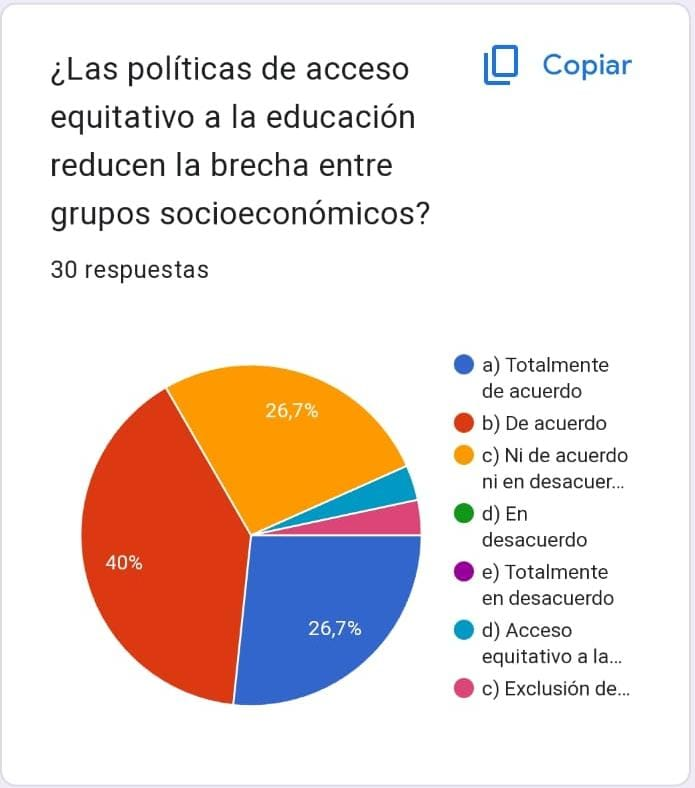 ¿Las políticas de acceso
equitativo a la educación
reducen la brecha entre
grupos socioeconómicos?
Copiar
30 respuestas
26,7%
40%
26,7%
a) Totalmente
de acuerdo
b) De acuerdo
c) Ni de acuerdo
ni en desacuer...
d) En
desacuerdo
e) Totalmente
en desacuerdo
d) Acceso
equitativo a la...
c) Exclusión de...